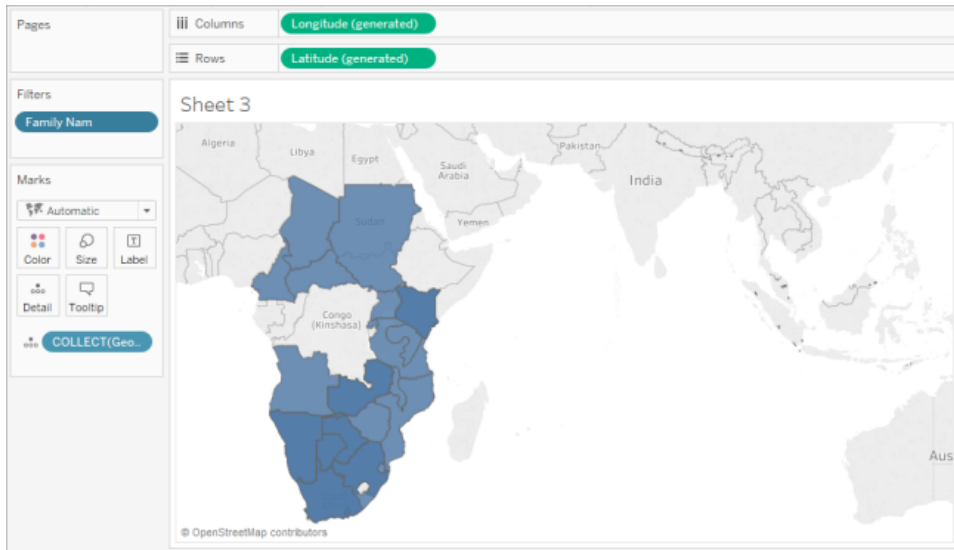 Pages
Columns
Longitude (generated)
Rows
Latitude (generated)
Filters
Family Nam
Sheet 3
Marks
Automatic
Color
Size
T
Label
Detail
Tooltip
COLLECT(Geo..
Algeria
Libya
Egypt
Saudi
Arabia
Pakistan
India
Sudan
Yemen
Congo
(Kinshasa)
Aus
© OpenStreetMap contributors